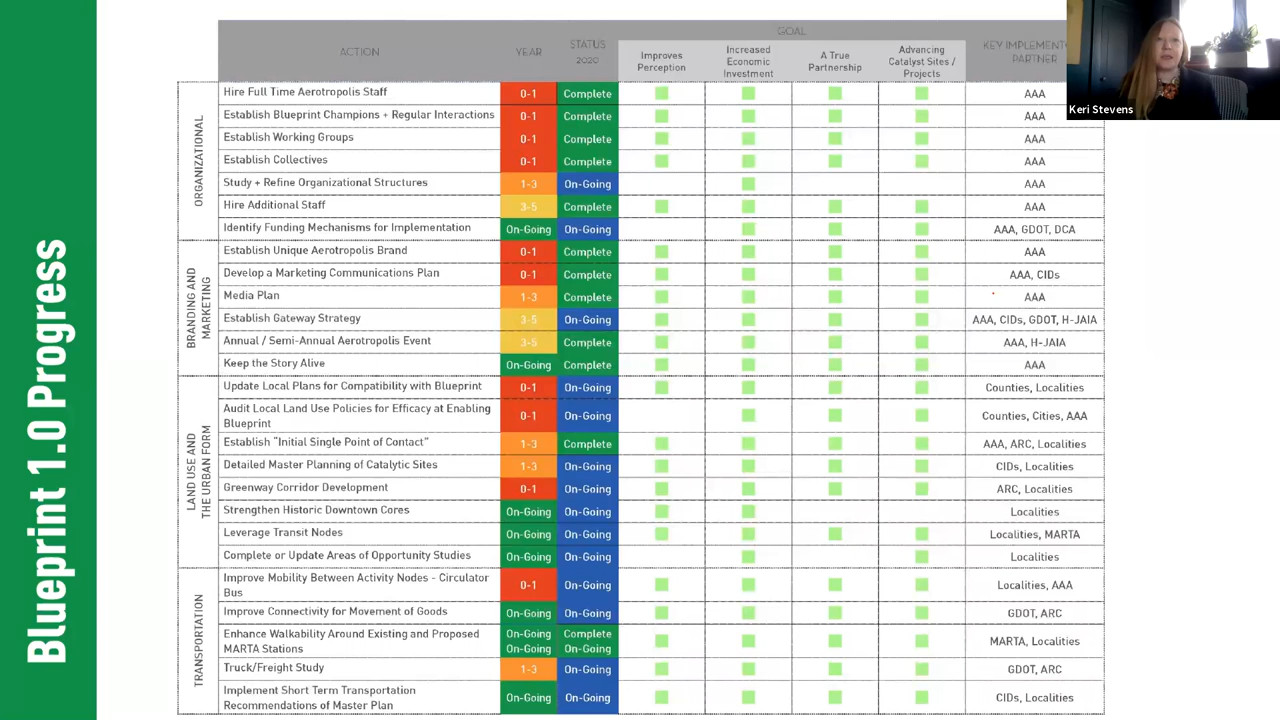 Blueprint 1.0 Progress
ACTION
YEAR
STATUS
2020
GOAL
Improves
Perception
Increased
Economic
Investment
A True
Partnership
Advancing
Catalyst Sites /
Projects
PARTNER
Keri Stevens
ORGANIZATIONAL
Hire Full Time Aerotropolis Staff 0-1 Complete AAA
Establish Blueprint Champions + Regular Interactions 0-1 Complete AAA
Establish Working Groups 0-1 Complete AAA
Establish Collectives 0-1 Complete AAA
Study + Refine Organizational Structures 1-3 On-Going AAA
Hire Additional Staff 3-5 Complete AAA
Identify Funding Mechanisms for Implementation On-Going On-Going AAA, GDOT, DCA
BRANDING AND
MARKETING
Establish Unique Aerotropolis Brand 0-1 Complete AAA
Develop a Marketing Communications Plan 0-1 Complete AAA, CIDs
Media Plan 1-3 Complete AAA
Establish Gateway Strategy 3-5 On-Going AAA, CIDs, GDOT, H-JAIA
Annual / Semi-Annual Aerotropolis Event 3-5 Complete AAA, H-JAIA
Keep the Story Alive On-Going Complete AAA
LAND USE AND
THE URBAN FORM
Update Local Plans for Compatibility with Blueprint 0-1 On-Going Counties, Localities
Audit Local Land Use Policies for Efficacy at Enabling
Blueprint 0-1 On-Going Counties, Cities, AAA
Establish "Initial Single Point of Contact" 1-3 Complete AAA, ARC, Localities
Detailed Master Planning of Catalytic Sites 1-3 On-Going CIDs, Localities
Greenway Corridor Development 0-1 On-Going ARC, Localities
Strengthen Historic Downtown Cores On-Going On-Going Localities
Leverage Transit Nodes On-Going On-Going Localities, MARTA
Complete or Update Areas of Opportunity Studies On-Going On-Going Localities
TRANSPORTATION
Improve Mobility Between Activity Nodes - Circulator
Bus 0-1 On-Going Localities, AAA
Improve Connectivity for Movement of Goods On-Going On-Going GDOT, ARC
Enhance Walkability Around Existing and Proposed On-Going Complete
MARTA Stations On-Going On-Going MARTA, Localities
Truck/Freight Study 1-3 On-Going GDOT, ARC
Implement Short Term Transportation
Recommendations of Master Plan On-Going On-Going CIDs, Localities